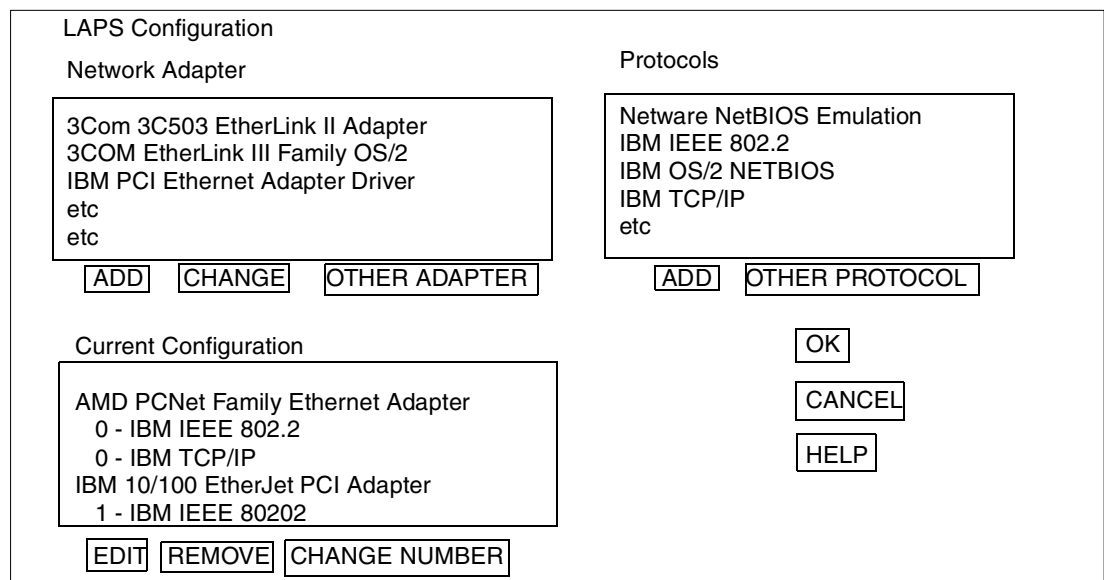 LAPS Configuration
Network Adapter
3Com 3C503 EtherLink II Adapter
3COM EtherLink III Family OS/2
IBM PCI Ethernet Adapter Driver
etc
etc
ADD CHANGE OTHER ADAPTER
Protocols
Netware NetBIOS Emulation
IBM IEEE 802.2
IBM OS/2 NETBIOS
IBM TCP/IP
etc
ADD OTHER PROTOCOL
Current Configuration
AMD PCNet Family Ethernet Adapter
0 - IBM IEEE 802.2
0 - IBM TCP/IP
IBM 10/100 EtherJet PCI Adapter
1 - IBM IEEE 80202
EDIT REMOVE CHANGE NUMBER
OK
CANCEL
HELP